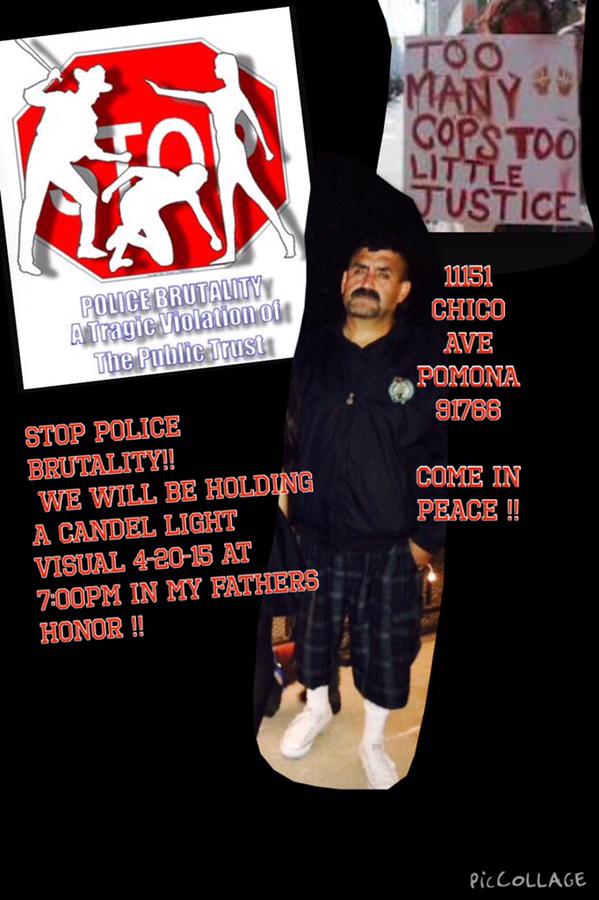 STOP
POLICE BRUTALITY
A Tragic Violation of
The Public Trust
TOO
MANY
COPS TOO
LITTLE
JUSTICE
11151
CHICO
AVE
POMONA
91766
COME IN
PEACE !!
STOP POLICE
BRUTALITY!!
WE WILL BE HOLDING
A CANDEL LIGHT
VISUAL 4-20-15 AT
7:00PM IN MY FATHERS
HONOR !!
PicCOLLAGE